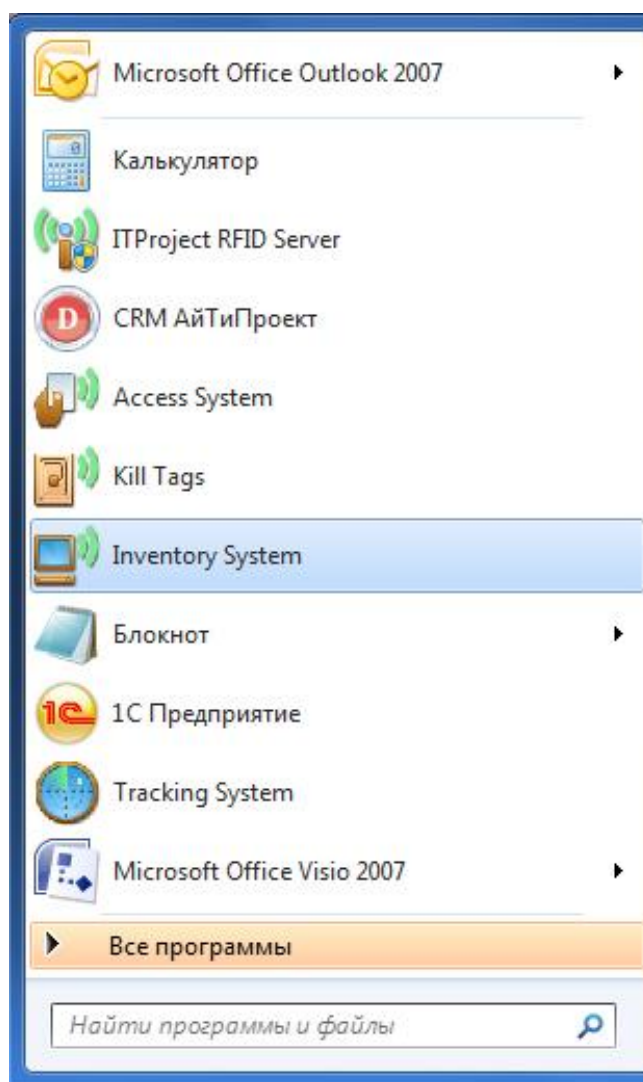 Microsoft Office Outlook 2007
Калькулятор
ITProject RFID Server
CRM АйТиПроект
Access System
Kill Tags
Inventory System
Блокнот
1С Предприятие
Tracking System
Microsoft Office Visio 2007
Все программы
Найти программы и файлы